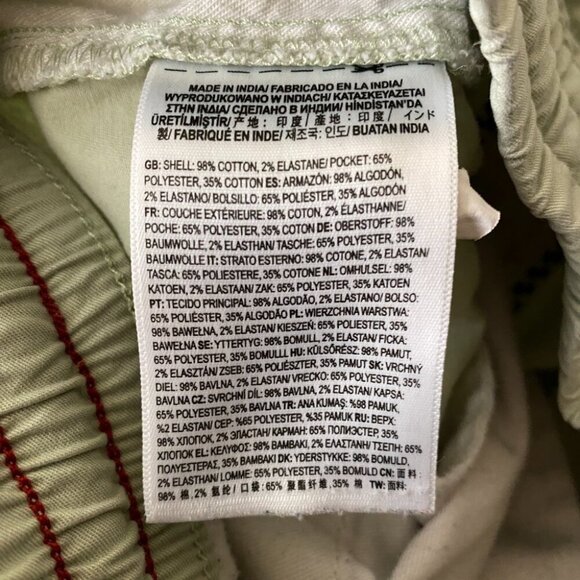 MADE IN INDIA/ FABRICADO EN LA INDIA/
WYPRODUKOWANO W INDIACH/ KATAΣKEYAZETAI
ΣTHN INΔIA/ СДЕЛАНО В ИНДИИ/ HİNDİSTAN'DA
ÜRETİLMİŞTİR/ 产地: 印度/ 産地: 印度/ インド
製/ FABRIQUÉ EN INDE/ 제조국: 인도/ BUATAN INDIA
GB: SHELL: 98% COTTON, 2% ELASTANE/ POCKET: 65%
POLYESTER, 35% COTTON ES: ARMAZÓN: 98% ALGODÓN,
2% ELASTANO/ BOLSILLO: 65% POLIÉSTER, 35% ALGODÓN
FR: COUCHE EXTÉRIEURE: 98% COTON, 2% ÉLASTHANNE/
POCHE: 65% POLYESTER, 35% COTON DE: OBERSTOFF: 98%
BAUMWOLLE, 2% ELASTHAN/ TASCHE: 65% POLYESTER, 35%
BAUMWOLLE IT: STRATO ESTERNO: 98% COTONE, 2% ELASTAN/
TASCA: 65% POLIESTERE, 35% COTONE NL: OMHULSEL: 98%
KATOEN, 2% ELASTAAN/ ZAK: 65% POLYESTER, 35% KATOEN
PT: TECIDO PRINCIPAL: 98% ALGODÃO, 2% ELASTANO/ BOLSO:
65% POLIÉSTER, 35% ALGODÃO PL: WIERZCHNIA WARSTWA:
98% BAWEŁNA, 2% ELASTAN/ KIESZEŃ: 65% POLIESTER, 35%
BAWEŁNA SE: YTTERTYG: 98% BOMULL, 2% ELASTAN/ FICKA:
65% POLYESTER, 35% BOMULLL HU: KÜLSŐRÉSZ: 98% PAMUT,
2% ELASZTÁN/ ZSEB: 65% POLIÉSZTER, 35% PAMUT SK: VRCHNÝ
DIEL: 98% BAVLNA, 2% ELASTAN/ VRECKO: 65% POLYESTER, 35%
BAVLNA CZ: SVRCHNÍ DÍL: 98% BAVLNA, 2% ELASTAN/ KAPSA:
65% POLYESTER, 35% BAVLNA TR: ANA KUMAŞ: %98 PAMUK,
%2 ELASTAN/ CEP: %65 POLYESTER, %35 PAMUK RU: ВЕРХ:
98% ХЛОПОК, 2% ЭЛАСТАН/ КАРМАН: 65% ПОЛИЭСТЕР, 35%
ХЛОПОК EL: ΚΕΛΥΦΟΣ: 98% ΒΑΜΒΑΚΙ, 2% ΕΛΑΣΤΑΝΗ/ ΤΣΕΠΗ: 65%
ΠΟΛΥΕΣΤΕΡΑΣ, 35% ΒΑΜΒΑΚΙ DK: YDERSTYKKE: 98% BOMULD,
2% ELASTAN/ LOMME: 65% POLYESTER, 35% BOMULD CN: 面料:
98% 棉, 2% 氨纶/ 口袋: 65% 聚酯纤维, 35% 棉 TW: 面料: